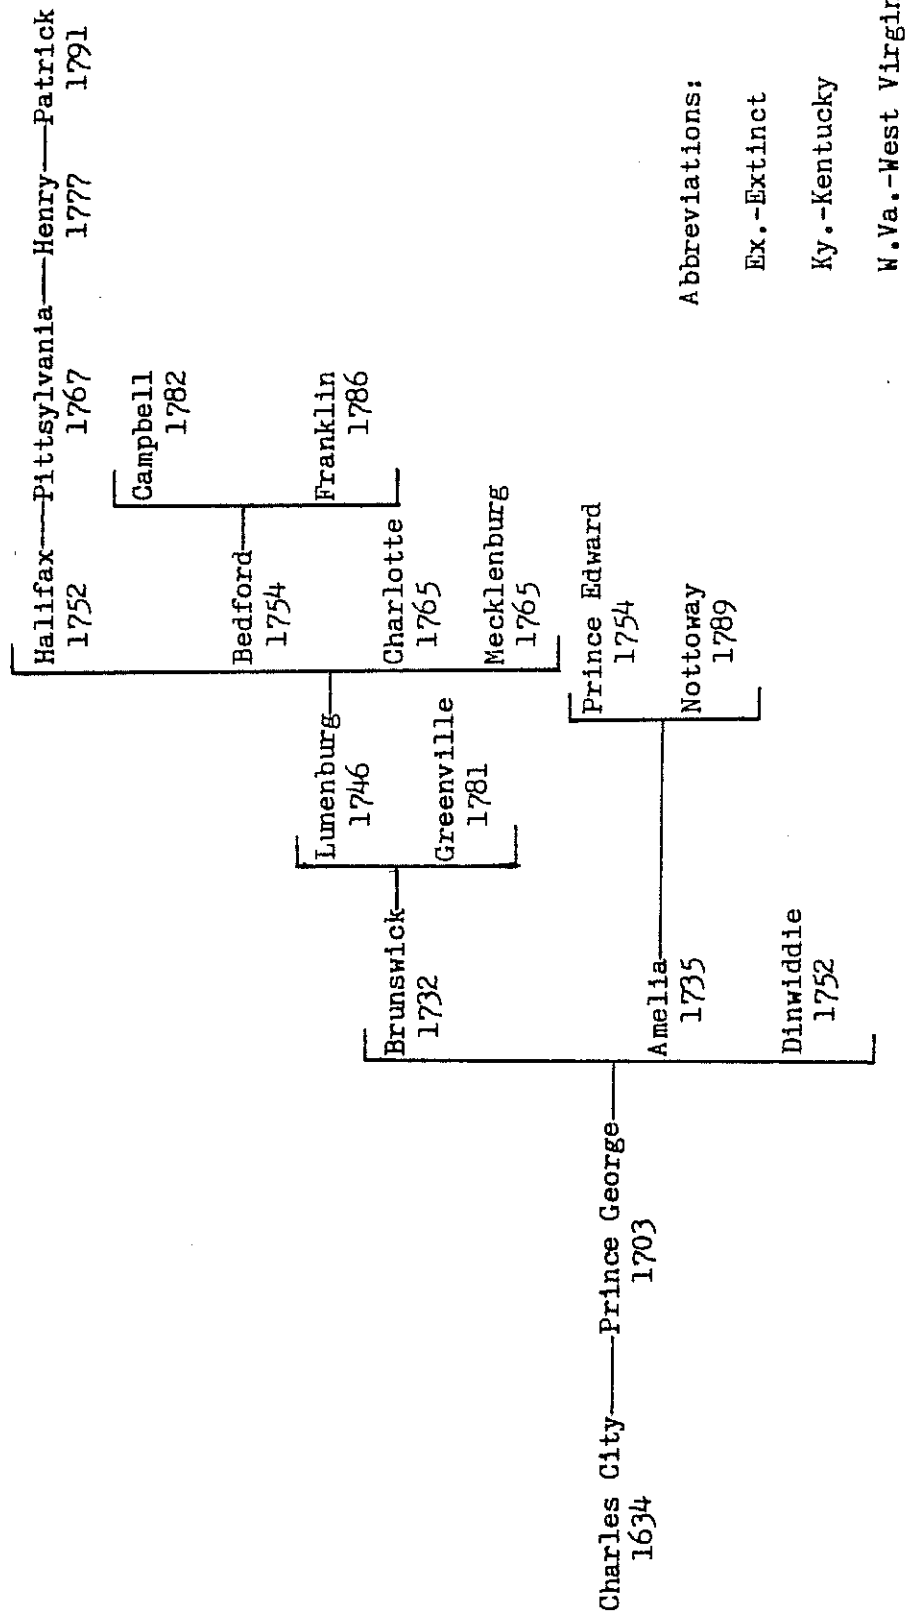 Halifax—Pittsylvania—Henry—Patrick
1752 1767 1777 1791
Campbell
1782
Bedford
1754
Franklin
1786
Charlotte
1765
Mecklenburg
1765
Lunenburg
1746
Greenville
1781
Prince Edward
1754
Nottoway
1789
Brunswick
1732
Amelia
1735
Dinwiddie
1752
Charles City—Prince George
1634 1703
Abbreviations:
Ex.-Extinct
Ky.-Kentucky
W.Va.-West